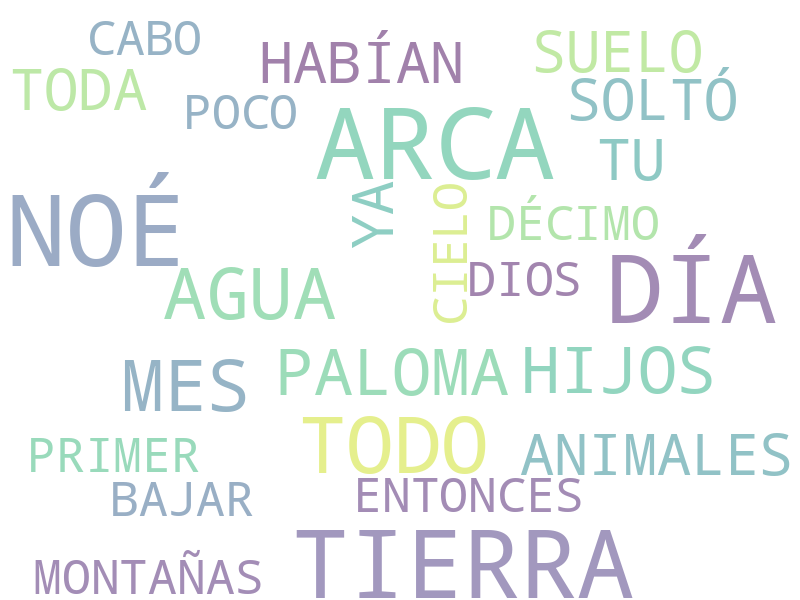 CABO
HABÍAN
SUELO
TODA
POCO
SOLTÓ
ARCA
TU
NOÉ
YA
CIELO
DÉCIMO
AGUA
DIOS
DÍA
MES
PALOMA
HIJOS
PRIMER
TODO
ANIMALES
BAJAR
ENTONCES
MONTAÑAS
TIERRA